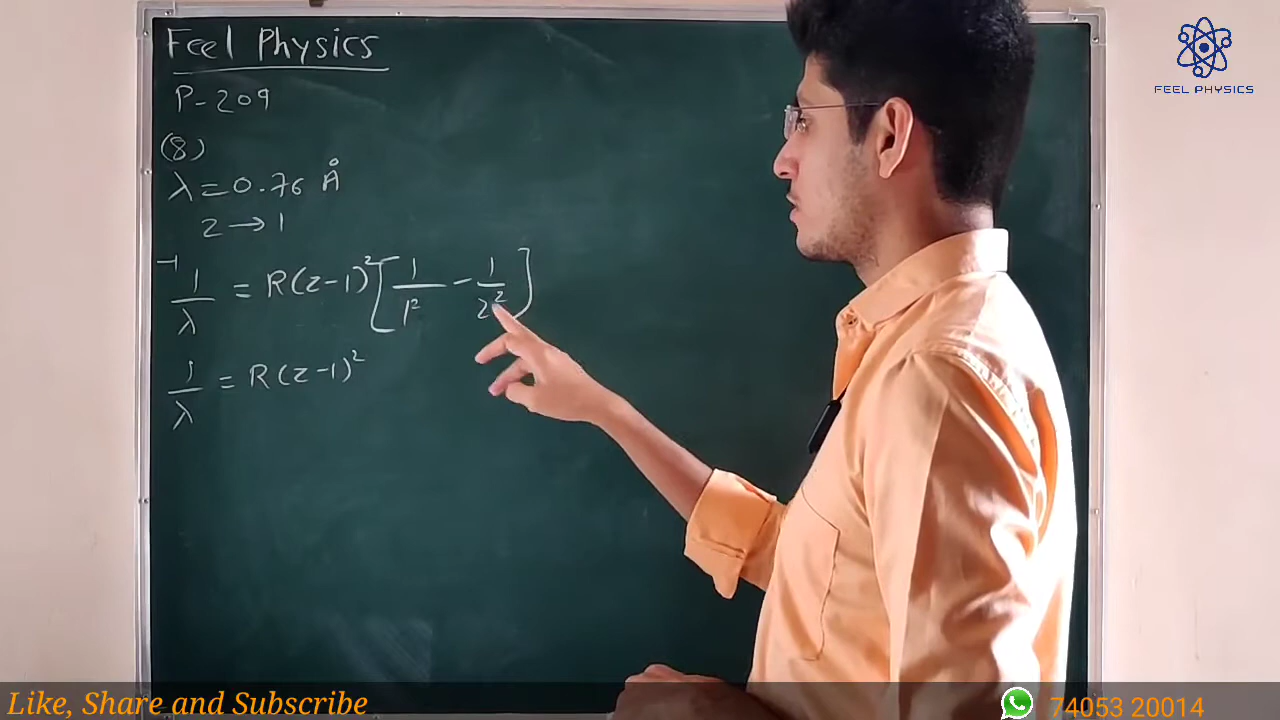 Feel Physics
P-209
(8)
λ = 0.76 Å
2 → 1
1/λ = R(z-1)² [1/1² - 1/2²]
1/λ = R(z-1)²
FEEL PHYSICS
Like, Share and Subscribe
74053 20014